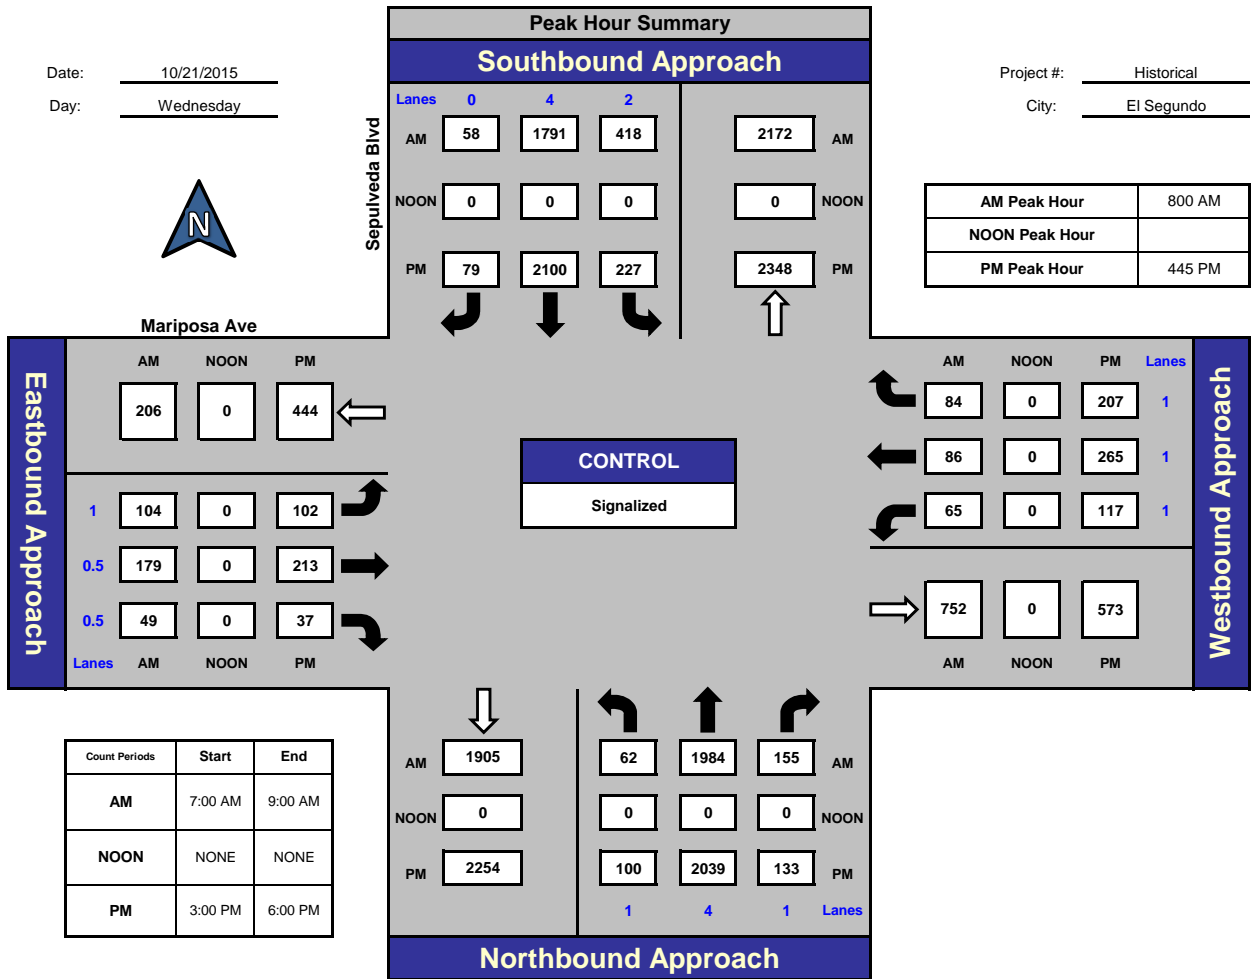 Peak Hour Summary
Southbound Approach
Date: 10/21/2015
Day: Wednesday
Project #: Historical
City: El Segundo
N
Sepulveda Blvd
Lanes 0 4 2
AM 58 1791 418 2172 AM
NOON 0 0 0 0 NOON
PM 79 2100 227 2348 PM
AM Peak Hour 800 AM
NOON Peak Hour
PM Peak Hour 445 PM
Mariposa Ave
Eastbound Approach
AM NOON PM
206 0 444
1 104 0 102
0.5 179 0 213
0.5 49 0 37
Lanes AM NOON PM
CONTROL
Signalized
Westbound Approach
AM NOON PM Lanes
84 0 207 1
86 0 265 1
65 0 117 1
752 0 573
AM NOON PM
Count Periods Start End
AM 7:00 AM 9:00 AM
NOON NONE NONE
PM 3:00 PM 6:00 PM
AM 1905 62 1984 155 AM
NOON 0 0 0 0 NOON
PM 2254 100 2039 133 PM
1 4 1 Lanes
Northbound Approach